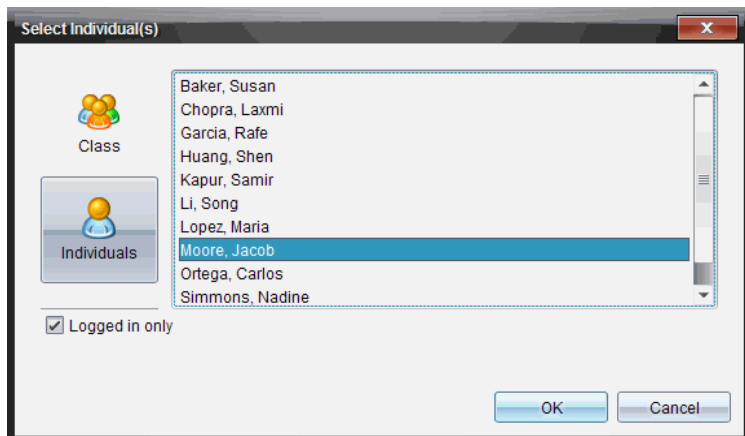 Select Individual(s)
Class
Individuals
Logged in only
Baker, Susan
Chopra, Laxmi
Garcia, Rafe
Huang, Shen
Kapur, Samir
Li, Song
Lopez, Maria
Moore, Jacob
Ortega, Carlos
Simmons, Nadine
OK
Cancel